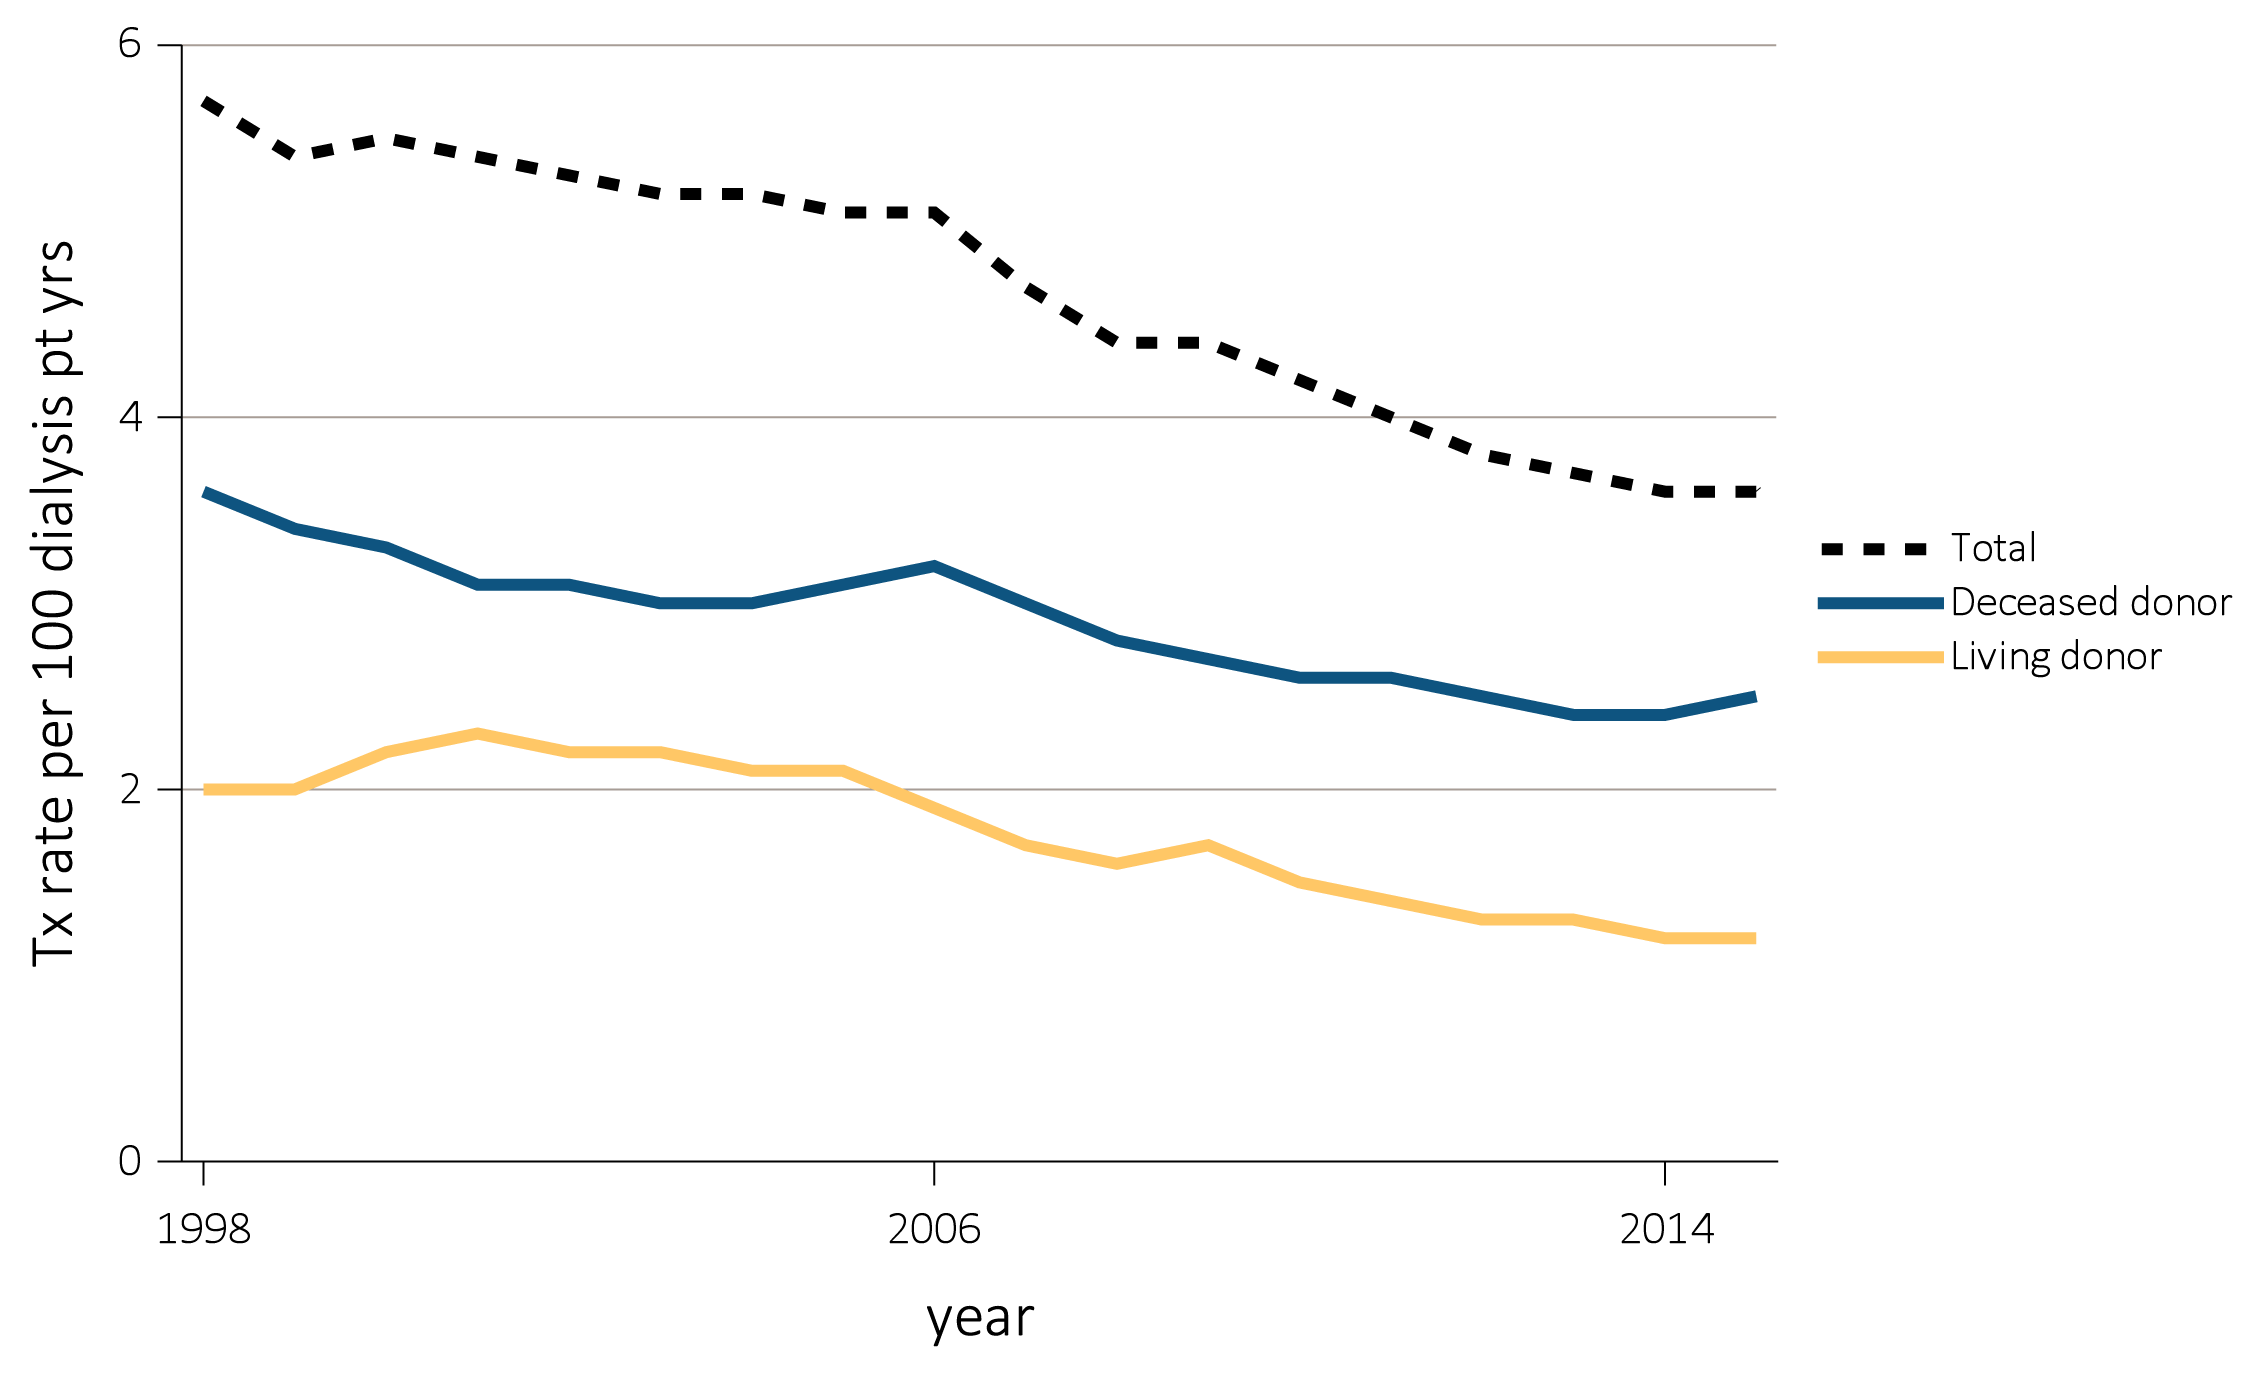 Tx rate per 100 dialysis pt yrs
6
4
2
0
1998
2006
2014
year
Total
Deceased donor
Living donor